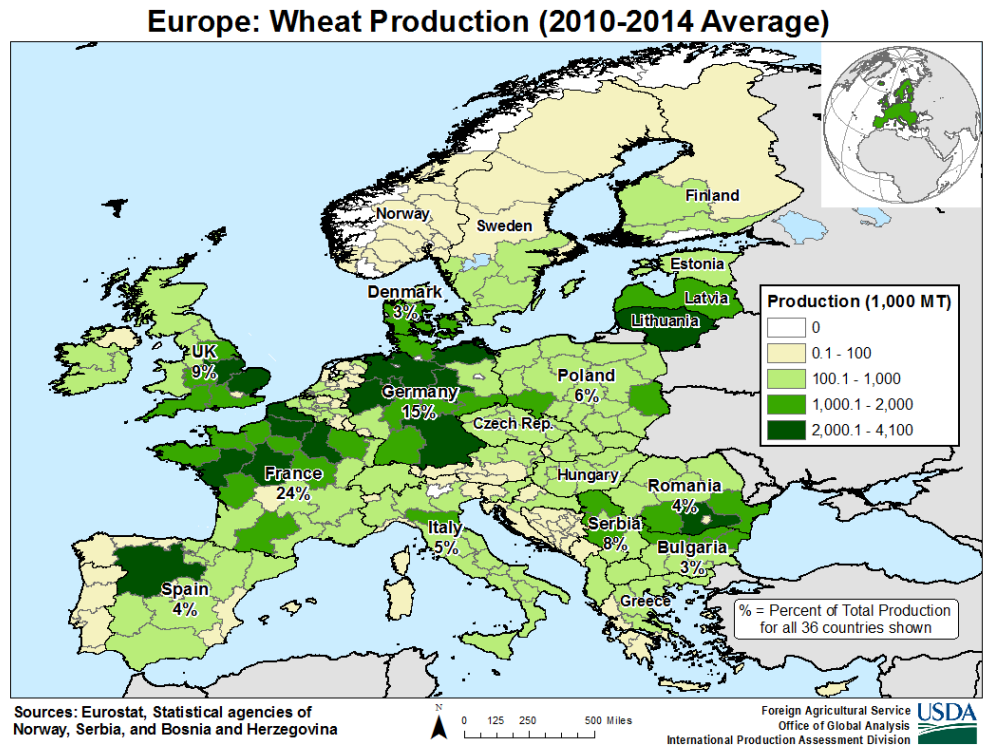 Europe: Wheat Production (2010-2014 Average)
Norway
Sweden
Finland
Estonia
Latvia
Lithuania
Denmark
3%
UK
9%
Germany
15%
Poland
6%
Czech Rep.
France
24%
Hungary
Romania
4%
Serbia
8%
Italy
5%
Bulgaria
3%
Spain
4%
Greece
Production (1,000 MT)
0
0.1 - 100
100.1 - 1,000
1,000.1 - 2,000
2,000.1 - 4,100
% = Percent of Total Production
for all 36 countries shown
Sources: Eurostat, Statistical agencies of
Norway, Serbia, and Bosnia and Herzegovina
N
0 125 250 500 Miles
Foreign Agricultural Service
Office of Global Analysis
International Production Assessment Division
USDA